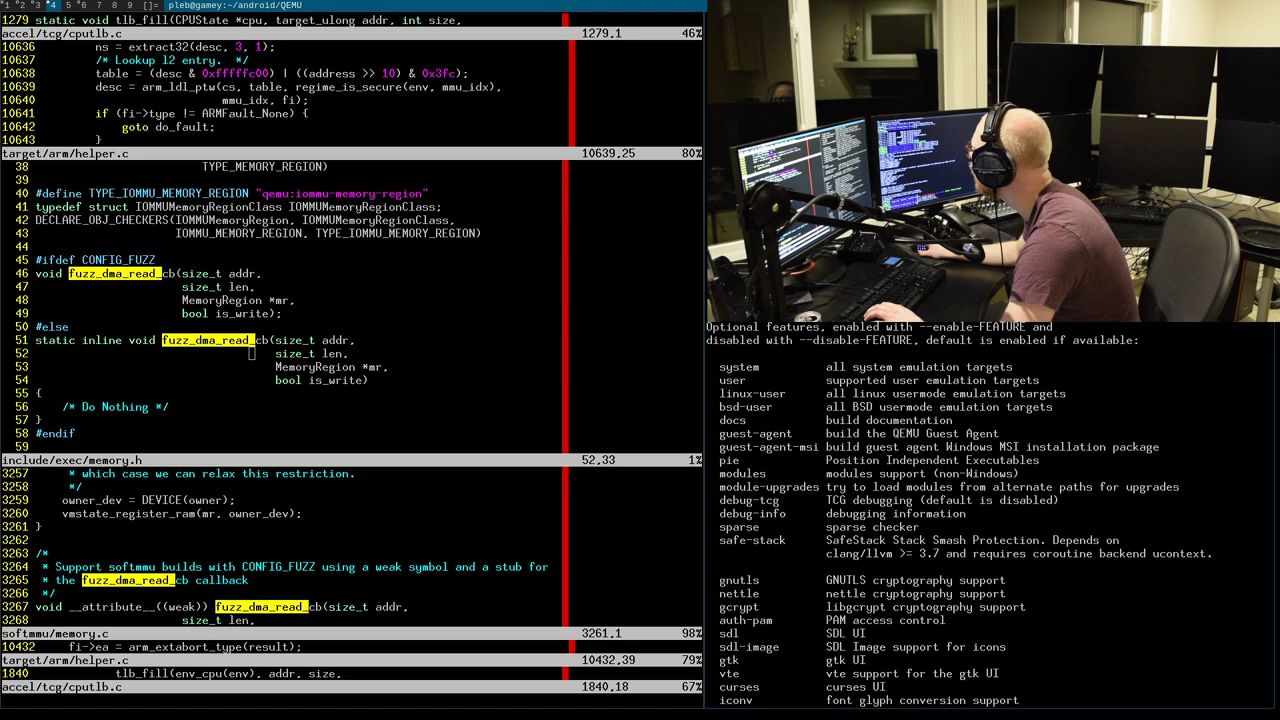 1 2 3 4 5 6 7 8 9 []= pleb@gamey:~/android/QEMU
1279 static void tlb_fill(CPUState *cpu, target_ulong addr, int size,
accel/tcg/cputlb.c 1279,1 46%
10636 ns = extract32(desc, 3, 1);
10637 /* Lookup l2 entry. */
10638 table = (desc & 0xfffffc00) | ((address >> 10) & 0x3fc);
10639 desc = arm_ldl_ptw(cs, table, regime_is_secure(env, mmu_idx),
10640 mmu_idx, fi);
10641 if (fi->type != ARMFault_None) {
10642 goto do_fault;
10643 }
target/arm/helper.c 10639,25 80%
38 TYPE_MEMORY_REGION)
39
40 #define TYPE_IOMMU_MEMORY_REGION "qemu:iommu-memory-region"
41 typedef struct IOMMUMemoryRegionClass IOMMUMemoryRegionClass;
42 DECLARE_OBJ_CHECKERS(IOMMUMemoryRegion, IOMMUMemoryRegionClass,
43 IOMMU_MEMORY_REGION, TYPE_IOMMU_MEMORY_REGION)
44
45 #ifdef CONFIG_FUZZ
46 void fuzz_dma_read_cb(size_t addr,
47 size_t len,
48 MemoryRegion *mr,
49 bool is_write);
50 #else
51 static inline void fuzz_dma_read_cb(size_t addr,
52 size_t len,
53 MemoryRegion *mr,
54 bool is_write)
55 {
56 /* Do Nothing */
57 }
58 #endif
59
include/exec/memory.h 52,33 1%
3257 * which case we can relax this restriction.
3258 */
3259 owner_dev = DEVICE(owner);
3260 vmstate_register_ram(mr, owner_dev);
3261 }
3262
3263 /*
3264 * Support softmmu builds with CONFIG_FUZZ using a weak symbol and a stub for
3265 * the fuzz_dma_read_cb callback
3266 */
3267 void __attribute__((weak)) fuzz_dma_read_cb(size_t addr,
3268 size_t len,
softmmu/memory.c 3261,1 98%
10432 fi->ea = arm_extabort_type(result);
target/arm/helper.c 10432,39 79%
1840 tlb_fill(env_cpu(env), addr, size,
accel/tcg/cputlb.c 1840,18 67%
Optional features, enabled with --enable-FEATURE and
disabled with --disable-FEATURE, default is enabled if available:
system all system emulation targets
user supported user emulation targets
linux-user all linux usermode emulation targets
bsd-user all BSD usermode emulation targets
docs build documentation
guest-agent build the QEMU Guest Agent
guest-agent-msi build guest agent Windows MSI installation package
pie Position Independent Executables
modules modules support (non-Windows)
module-upgrades try to load modules from alternate paths for upgrades
debug-tcg TCG debugging (default is disabled)
debug-info debugging information
sparse sparse checker
safe-stack SafeStack Stack Smash Protection. Depends on
clang/llvm >= 3.7 and requires coroutine backend ucontext.
gnutls GNUTLS cryptography support
nettle nettle cryptography support
gcrypt libgcrypt cryptography support
auth-pam PAM access control
sdl SDL UI
sdl-image SDL Image support for icons
gtk gtk UI
vte vte support for the gtk UI
curses curses UI
iconv font glyph conversion support